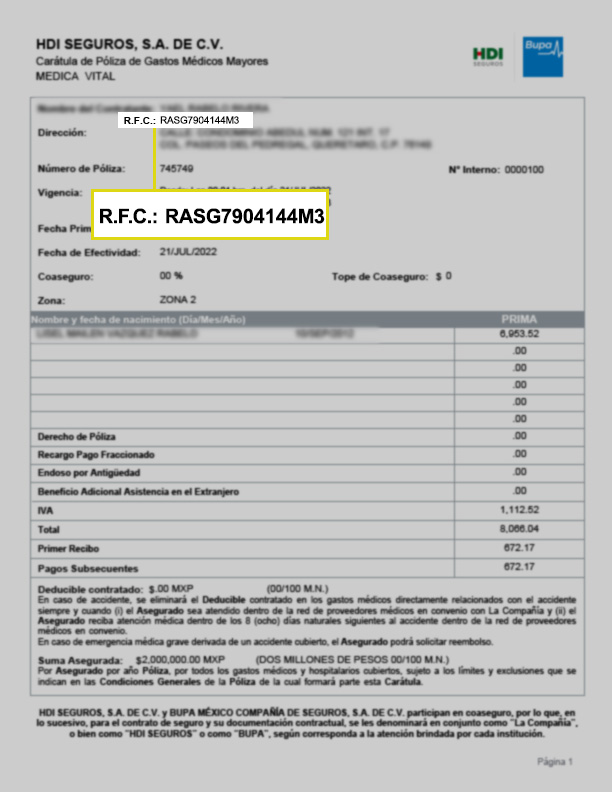 HDI SEGUROS, S.A. DE C.V.
Carátula de Póliza de Gastos Médicos Mayores
MEDICA VITAL
HDI
SEGUROS
Bupa
R.F.C.: RASG7904144M3
Dirección:
Número de Póliza: 745749 N° Interno: 0000100
Vigencia:
R.F.C.: RASG7904144M3
Fecha Prim
Fecha de Efectividad: 21/JUL/2022
Coaseguro: 00 % Tope de Coaseguro: $ 0
Zona: ZONA 2
Nombre y fecha de nacimiento (Día/Mes/Año) PRIMA
6,953.52
.00
.00
.00
.00
.00
Derecho de Póliza .00
Recargo Pago Fraccionado .00
Endoso por Antigüedad .00
Beneficio Adicional Asistencia en el Extranjero .00
IVA 1,112.52
Total 8,066.04
Primer Recibo 672.17
Pagos Subsecuentes 672.17
Deducible contratado: $.00 MXP (00/100 M.N.)
En caso de accidente, se eliminará el Deducible contratado en los gastos médicos directamente relacionados con el accidente
siempre y cuando (i) el Asegurado sea atendido dentro de la red de proveedores médicos en convenio con La Compañía y (ii) el
Asegurado reciba atención médica dentro de los 8 (ocho) días naturales siguientes al accidente dentro de la red de proveedores
médicos en convenio.
En caso de emergencia médica grave derivada de un accidente cubierto, el Asegurado podrá solicitar reembolso.
Suma Asegurada: $2,000,000.00 MXP (DOS MILLONES DE PESOS 00/100 M.N.)
Por Asegurado por año Póliza, por todos los gastos médicos y hospitalarios cubiertos, sujeto a los límites y exclusiones que se
indican en las Condiciones Generales de la Póliza de la cual formará parte esta Carátula.
HDI SEGUROS, S.A. DE C.V. y BUPA MÉXICO COMPAÑÍA DE SEGUROS, S.A. DE C.V. participan en coaseguro, por lo que, en
lo sucesivo, para el contrato de seguro y su documentación contractual, se les denominará en conjunto como "La Compañía",
o bien como "HDI SEGUROS" o como "BUPA", según corresponda a la atención brindada por cada institución.
Página 1